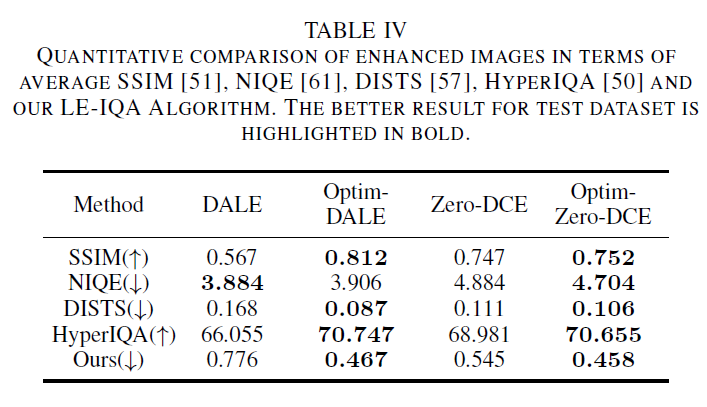 TABLE IV
QUANTITATIVE COMPARISON OF ENHANCED IMAGES IN TERMS OF
AVERAGE SSIM [51], NIQE [61], DISTS [57], HYPERIQA [50] AND
OUR LE-IQA ALGORITHM. THE BETTER RESULT FOR TEST DATASET IS
HIGHLIGHTED IN BOLD.
Method DALE Optim-DALE Zero-DCE Optim-Zero-DCE
SSIM(↑) 0.567 0.812 0.747 0.752
NIQE(↓) 3.884 3.906 4.884 4.704
DISTS(↓) 0.168 0.087 0.111 0.106
HyperIQA(↑) 66.055 70.747 68.981 70.655
Ours(↓) 0.776 0.467 0.545 0.458